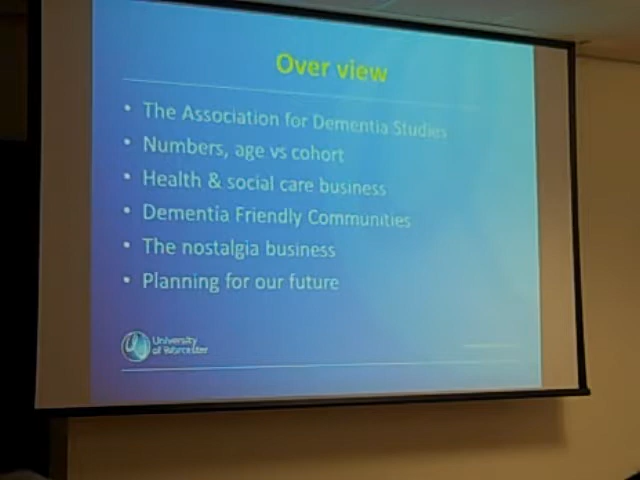 Over view
• The Association for Dementia Studies
• Numbers, age vs cohort
• Health & social care business
• Dementia Friendly Communities
• The nostalgia business
• Planning for our future
University
of Worcester